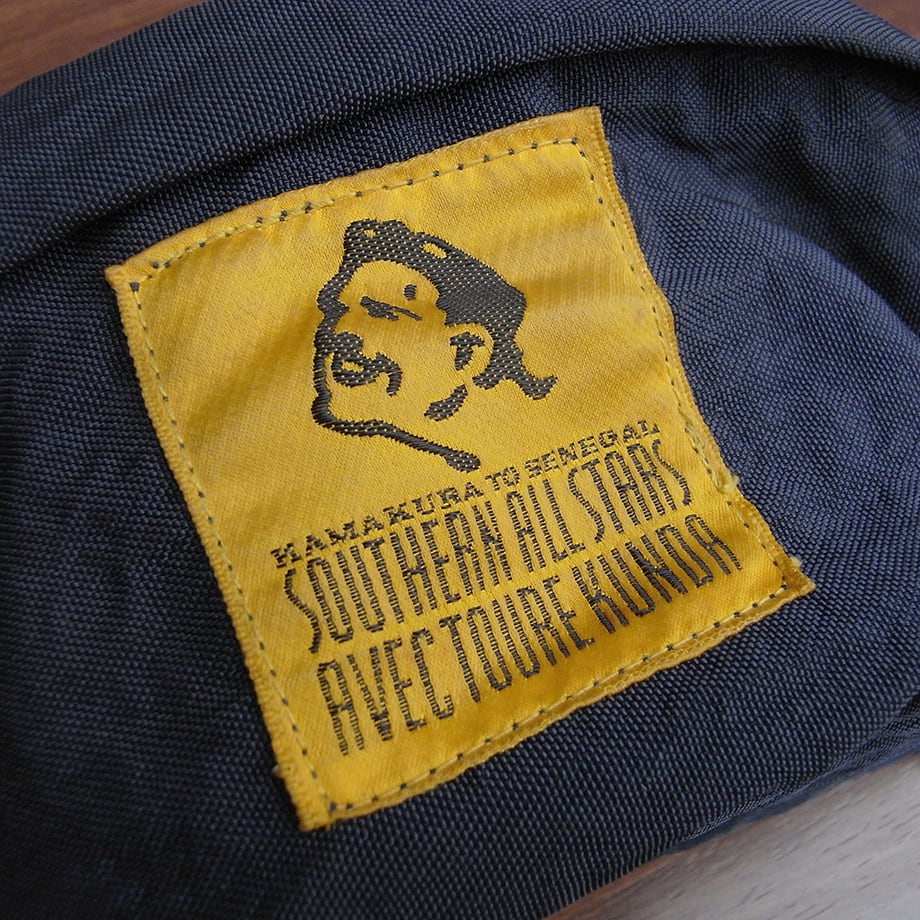 KAMAKURA TO SENEGAL
SOUTHERN ALL STARS
AVEC TOURE KUNDA